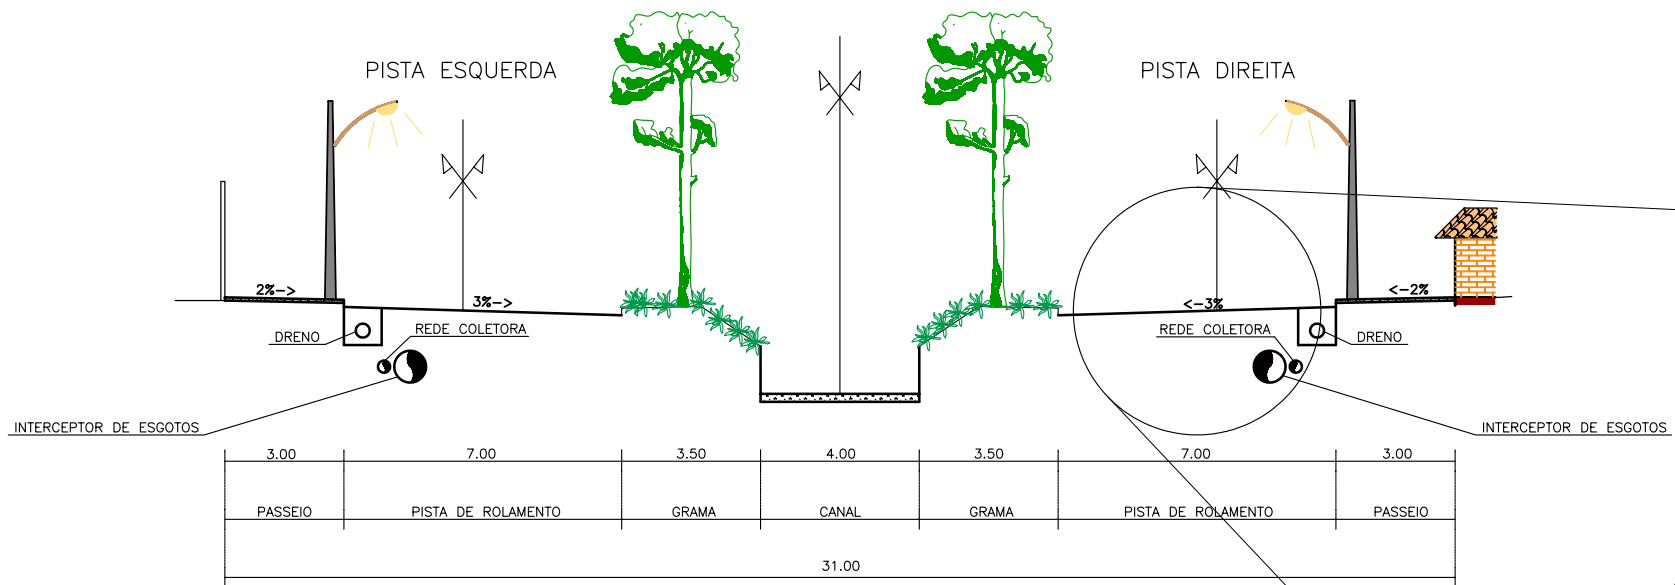 PISTA ESQUERDA
PISTA DIREITA
2%->
3%->
<-3%
<-2%
DRENO
REDE COLETORA
REDE COLETORA
DRENO
INTERCEPTOR DE ESGOTOS
INTERCEPTOR DE ESGOTOS
3.00
7.00
3.50
4.00
3.50
7.00
3.00
PASSEIO
PISTA DE ROLAMENTO
GRAMA
CANAL
GRAMA
PISTA DE ROLAMENTO
PASSEIO
31.00